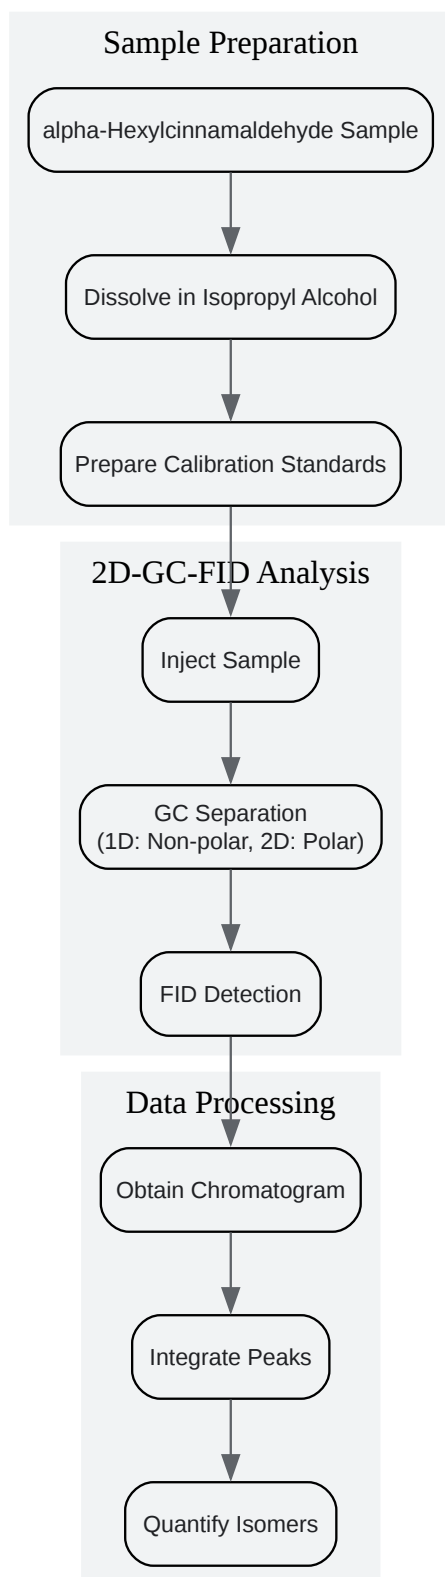 Sample Preparation
alpha-Hexylcinnamaldehyde Sample
Dissolve in Isopropyl Alcohol
Prepare Calibration Standards
2D-GC-FID Analysis
Inject Sample
GC Separation
(1D: Non-polar, 2D: Polar)
FID Detection
Data Processing
Obtain Chromatogram
Integrate Peaks
Quantify Isomers